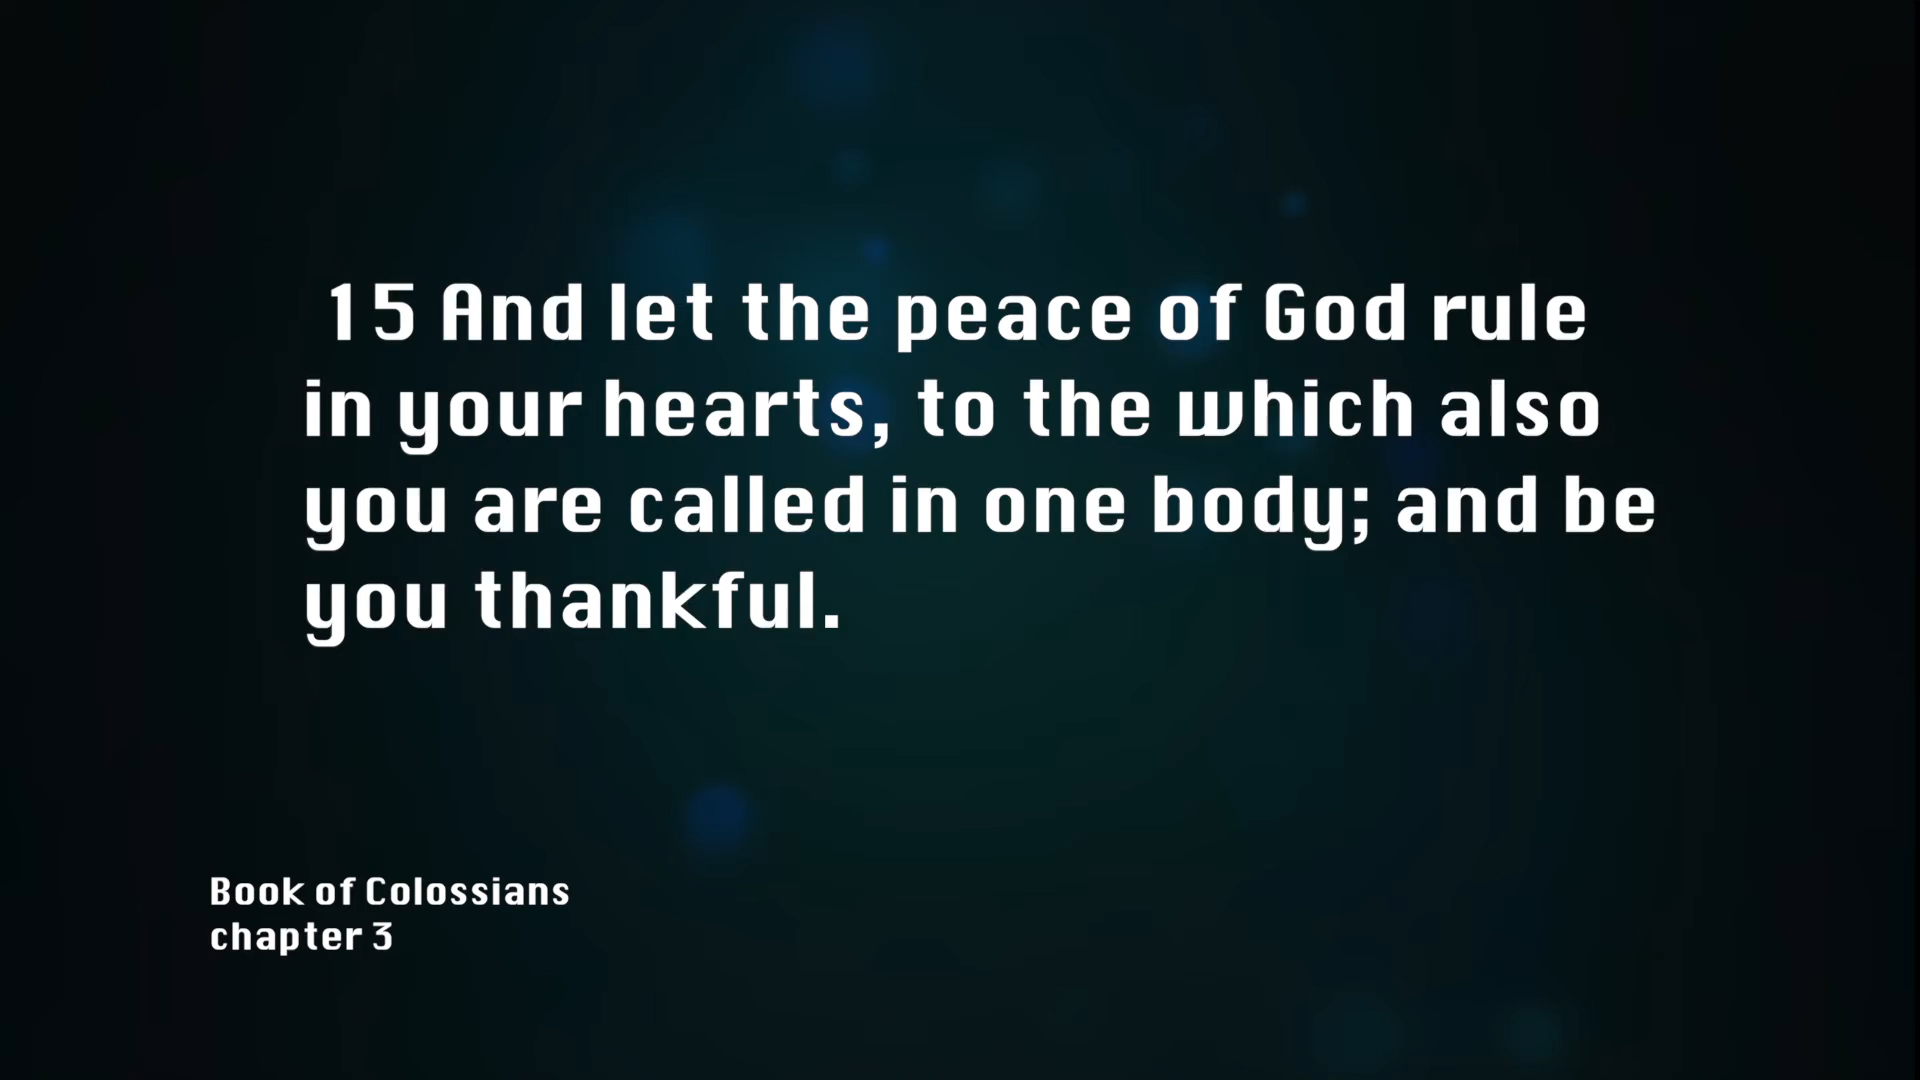 15 And let the peace of God rule
in your hearts, to the which also
you are called in one body; and be
you thankful.
Book of Colossians
chapter 3